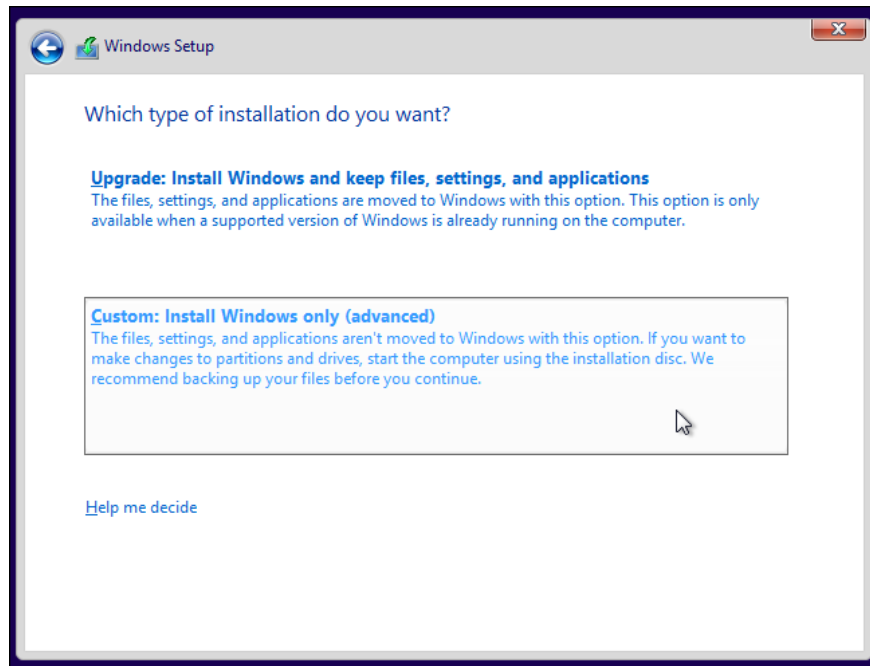 Windows Setup
Which type of installation do you want?
Upgrade: Install Windows and keep files, settings, and applications
The files, settings, and applications are moved to Windows with this option. This option is only
available when a supported version of Windows is already running on the computer.
Custom: Install Windows only (advanced)
The files, settings, and applications aren't moved to Windows with this option. If you want to
make changes to partitions and drives, start the computer using the installation disc. We
recommend backing up your files before you continue.
Help me decide